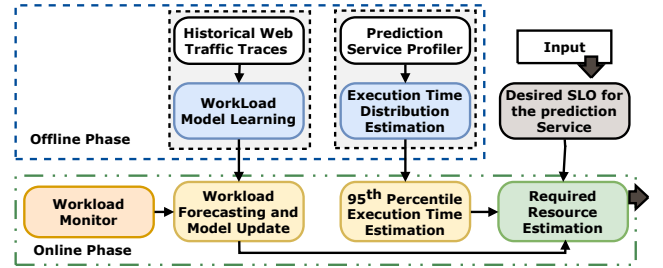 Historical Web
Traffic Traces
Prediction
Service Profiler
Input
WorkLoad
Model Learning
Execution Time
Distribution
Estimation
Desired SLO for
the prediction
Service
Offline Phase
Workload
Monitor
Workload
Forecasting and
Model Update
95th Percentile
Execution Time
Estimation
Required
Resource
Estimation
Online Phase